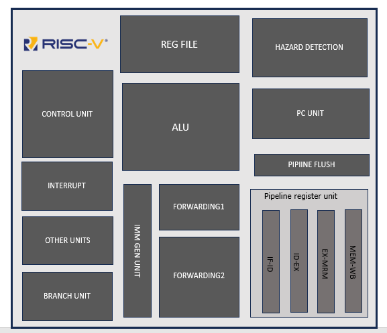 RISC-V®
REG FILE
HAZARD DETECTION
CONTROL UNIT
ALU
PC UNIT
PIPIINE FLUSH
INTERRUPT
IMM GEN UNIT
FORWARDING1
Pipeline register unit
OTHER UNITS
FORWARDING2
IF-ID
ID-EX
EX-MRM
MEM-WB
BRANCH UNIT